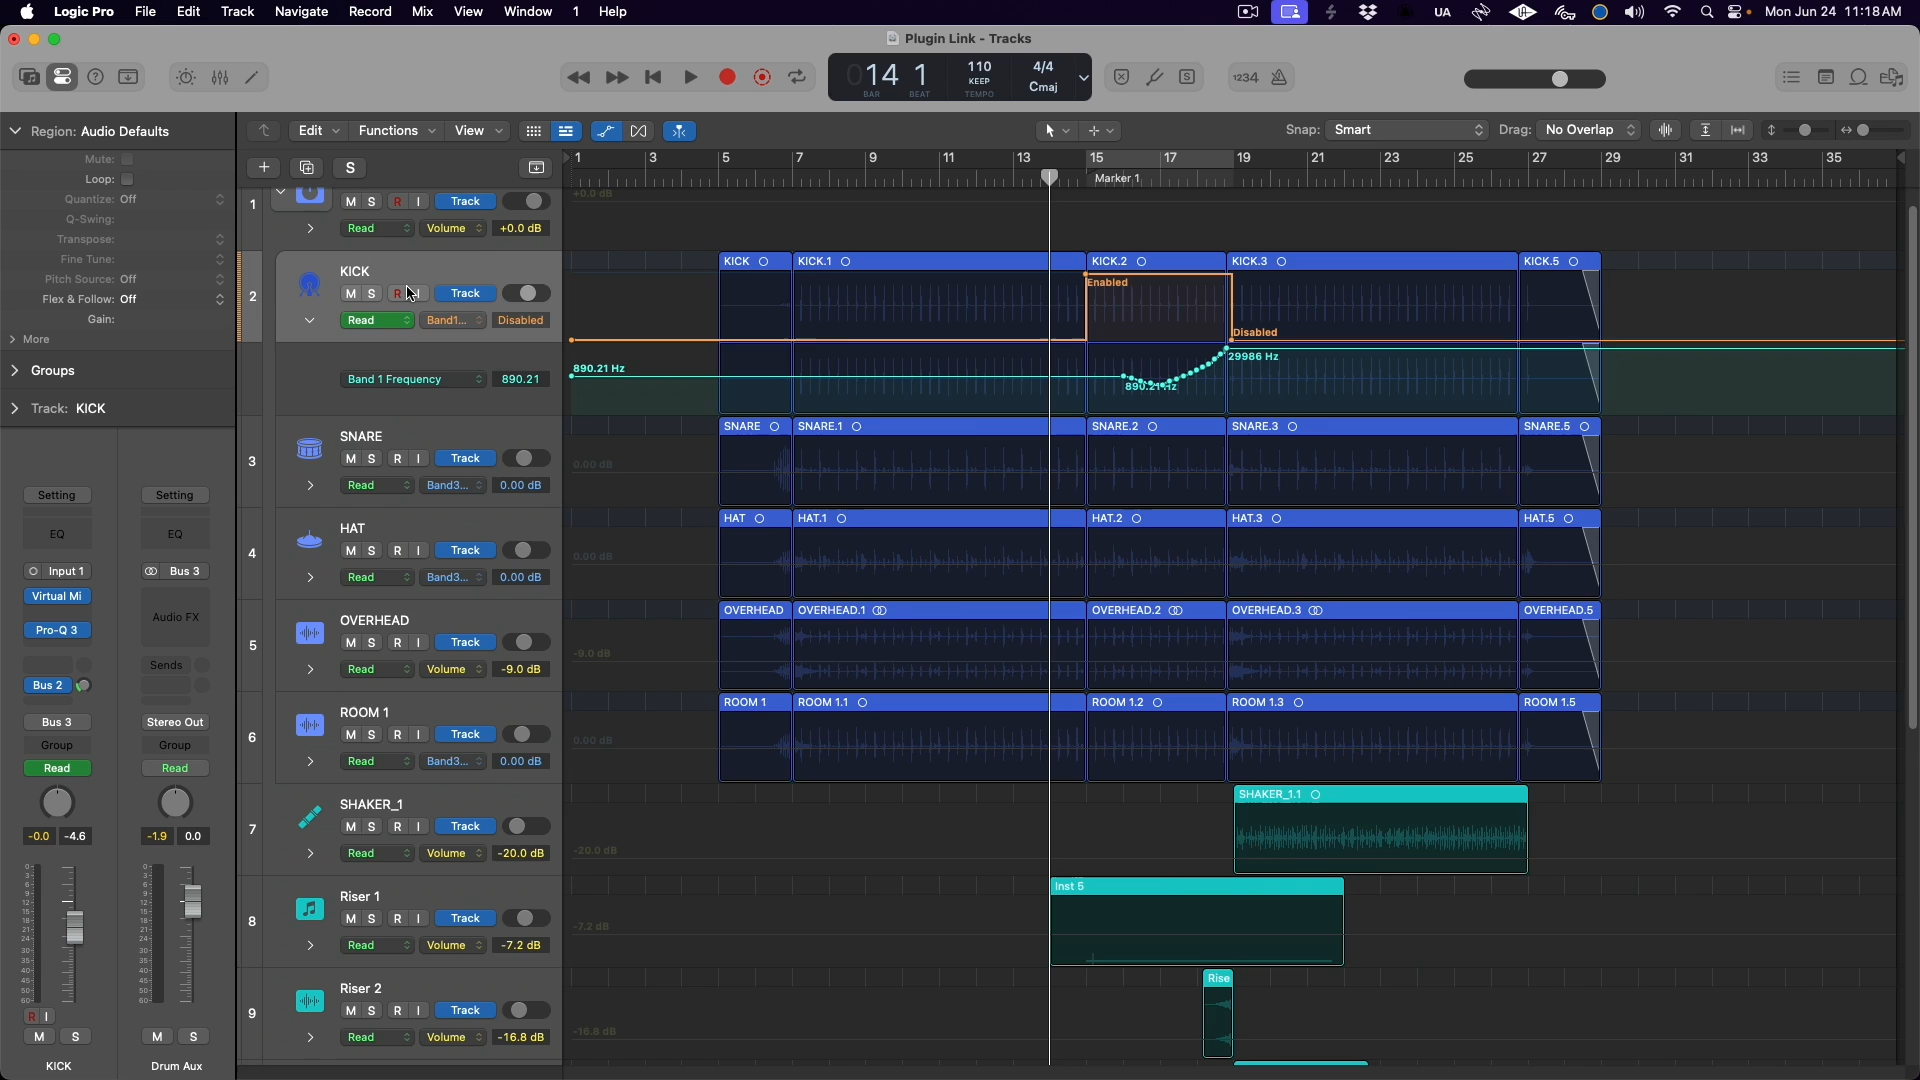 Logic Pro File Edit Track Navigate Record Mix View Window 1 Help UA Mon Jun 24 11:18 AM
Plugin Link - Tracks
14 1 110 KEEP 4/4 Cmaj
BAR BEAT TEMPO
S 1234
Region: Audio Defaults
Edit Functions View Snap: Smart Drag: No Overlap
Mute:
Loop:
Quantize: Off
Q-Swing:
Transpose:
Fine Tune:
Pitch Source: Off
Flex & Follow: Off
Gain:
More
Groups
Track: KICK
Setting Setting
EQ EQ
Input 1 Bus 3
Virtual Mi
Audio FX
Pro-Q 3
Sends
Bus 2
Bus 3 Stereo Out
Group Group
Read Read
-0.0 -4.6 -1.9 0.0
R I
M S M S
KICK Drum Aux
S
1 3 5 7 9 11 13 15 17 19 21 23 25 27 29 31 33 35
Marker 1
1 M S R I Track
Read Volume +0.0 dB
+0.0 dB
2 KICK
M S R I Track
Read Band1... Disabled
Band 1 Frequency 890.21
KICK KICK.1 KICK.2 KICK.3 KICK.5
Enabled
Disabled
890.21 Hz
29986 Hz
890.21 Hz
3 SNARE
M S R I Track
Read Band3... 0.00 dB
SNARE SNARE.1 SNARE.2 SNARE.3 SNARE.5
0.00 dB
4 HAT
M S R I Track
Read Band3... 0.00 dB
HAT HAT.1 HAT.2 HAT.3 HAT.5
0.00 dB
5 OVERHEAD
M S R I Track
Read Volume -9.0 dB
OVERHEAD OVERHEAD.1 OVERHEAD.2 OVERHEAD.3 OVERHEAD.5
-9.0 dB
6 ROOM 1
M S R I Track
Read Band3... 0.00 dB
ROOM 1 ROOM 1.1 ROOM 1.2 ROOM 1.3 ROOM 1.5
0.00 dB
7 SHAKER_1
M S R I Track
Read Volume -20.0 dB
SHAKER_1.1
-20.0 dB
8 Riser 1
M S R I Track
Read Volume -7.2 dB
Inst 5
-7.2 dB
9 Riser 2
M S R I Track
Read Volume -16.8 dB
Rise
-16.8 dB